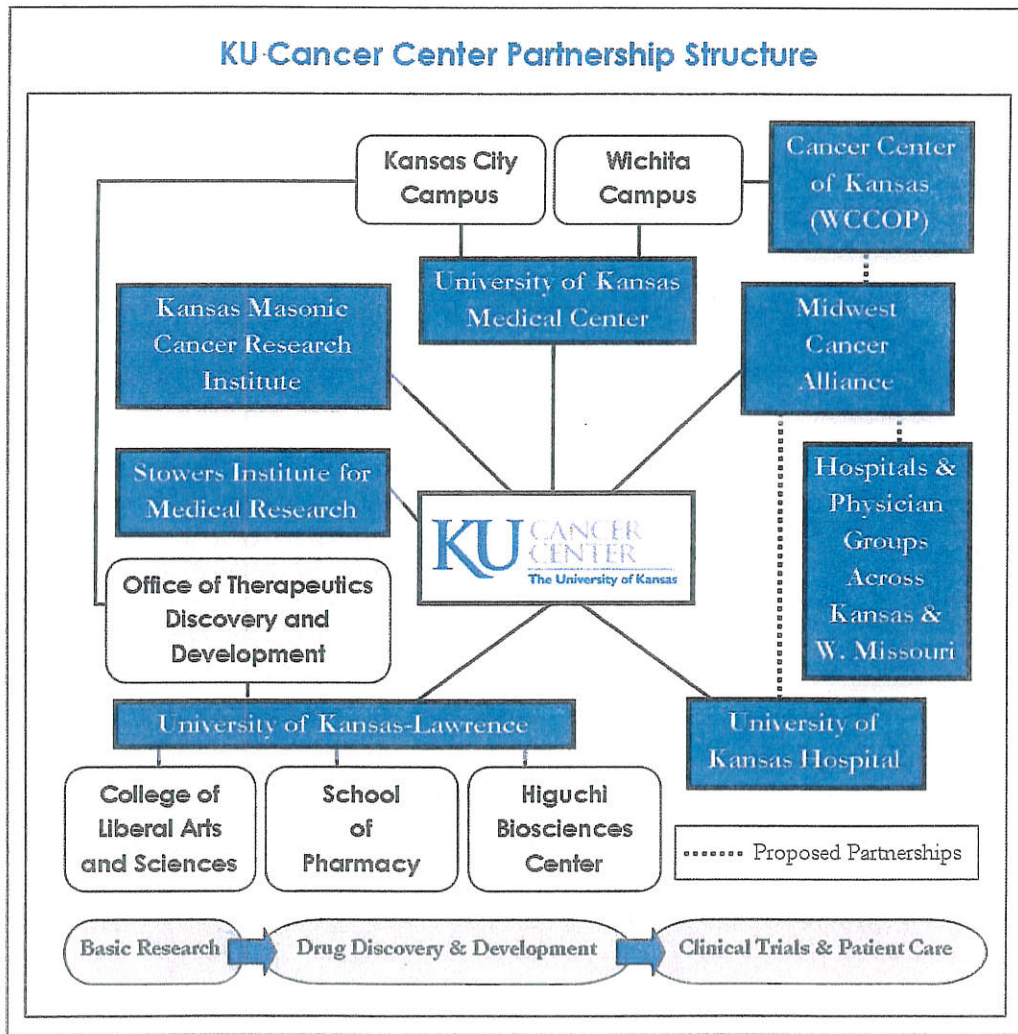 KU Cancer Center Partnership Structure
Kansas City
Campus
Wichita
Campus
Cancer Center
of Kansas
(WCCOP)
University of Kansas
Medical Center
Kansas Masonic
Cancer Research
Institute
Midwest
Cancer
Alliance
Stowers Institute for
Medical Research
Hospitals &
Physician
Groups
Across
Kansas &
W. Missouri
KU CANCER
CENTER
The University of Kansas
Office of Therapeutics
Discovery and
Development
University of Kansas-Lawrence
University of
Kansas Hospital
College of
Liberal Arts
and Sciences
School
of
Pharmacy
Higuchi
Biosciences
Center
Proposed Partnerships
Basic Research
Drug Discovery & Development
Clinical Trials & Patient Care